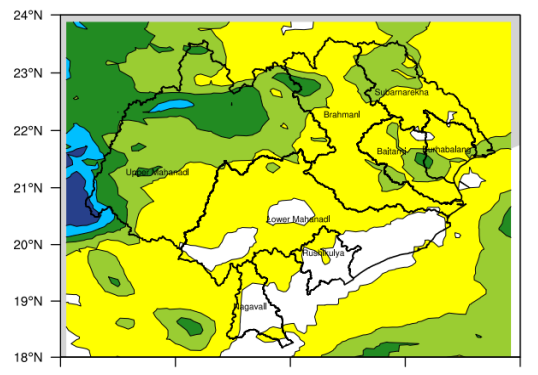 24°N
23°N
Subarnarekha
Brahmani
22°N
Baitarni
Burhabalang
Upper Mahanadi
21°N
Lower Mahanadi
20°N
Rushikulya
19°N
Nagavali
18°N